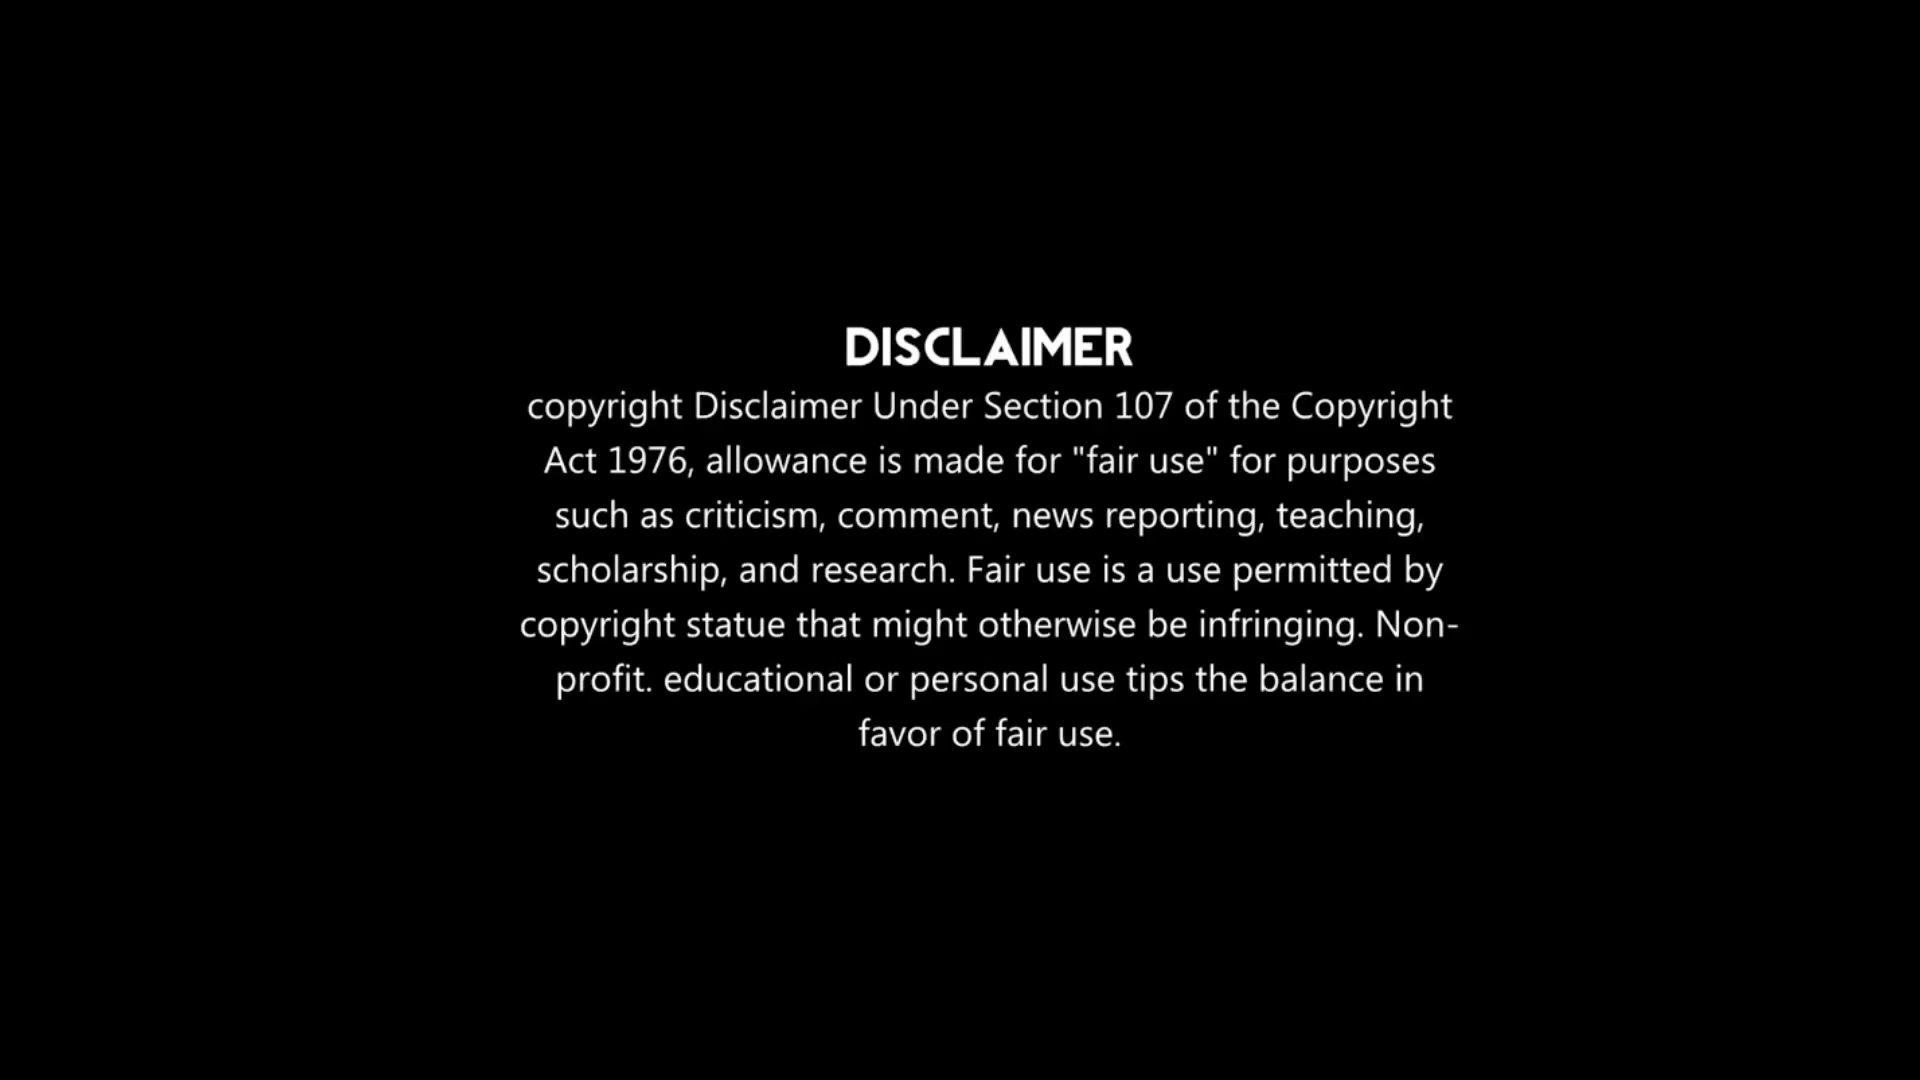 DISCLAIMER
copyright Disclaimer Under Section 107 of the Copyright
Act 1976, allowance is made for "fair use" for purposes
such as criticism, comment, news reporting, teaching,
scholarship, and research. Fair use is a use permitted by
copyright statue that might otherwise be infringing. Non-
profit. educational or personal use tips the balance in
favor of fair use.